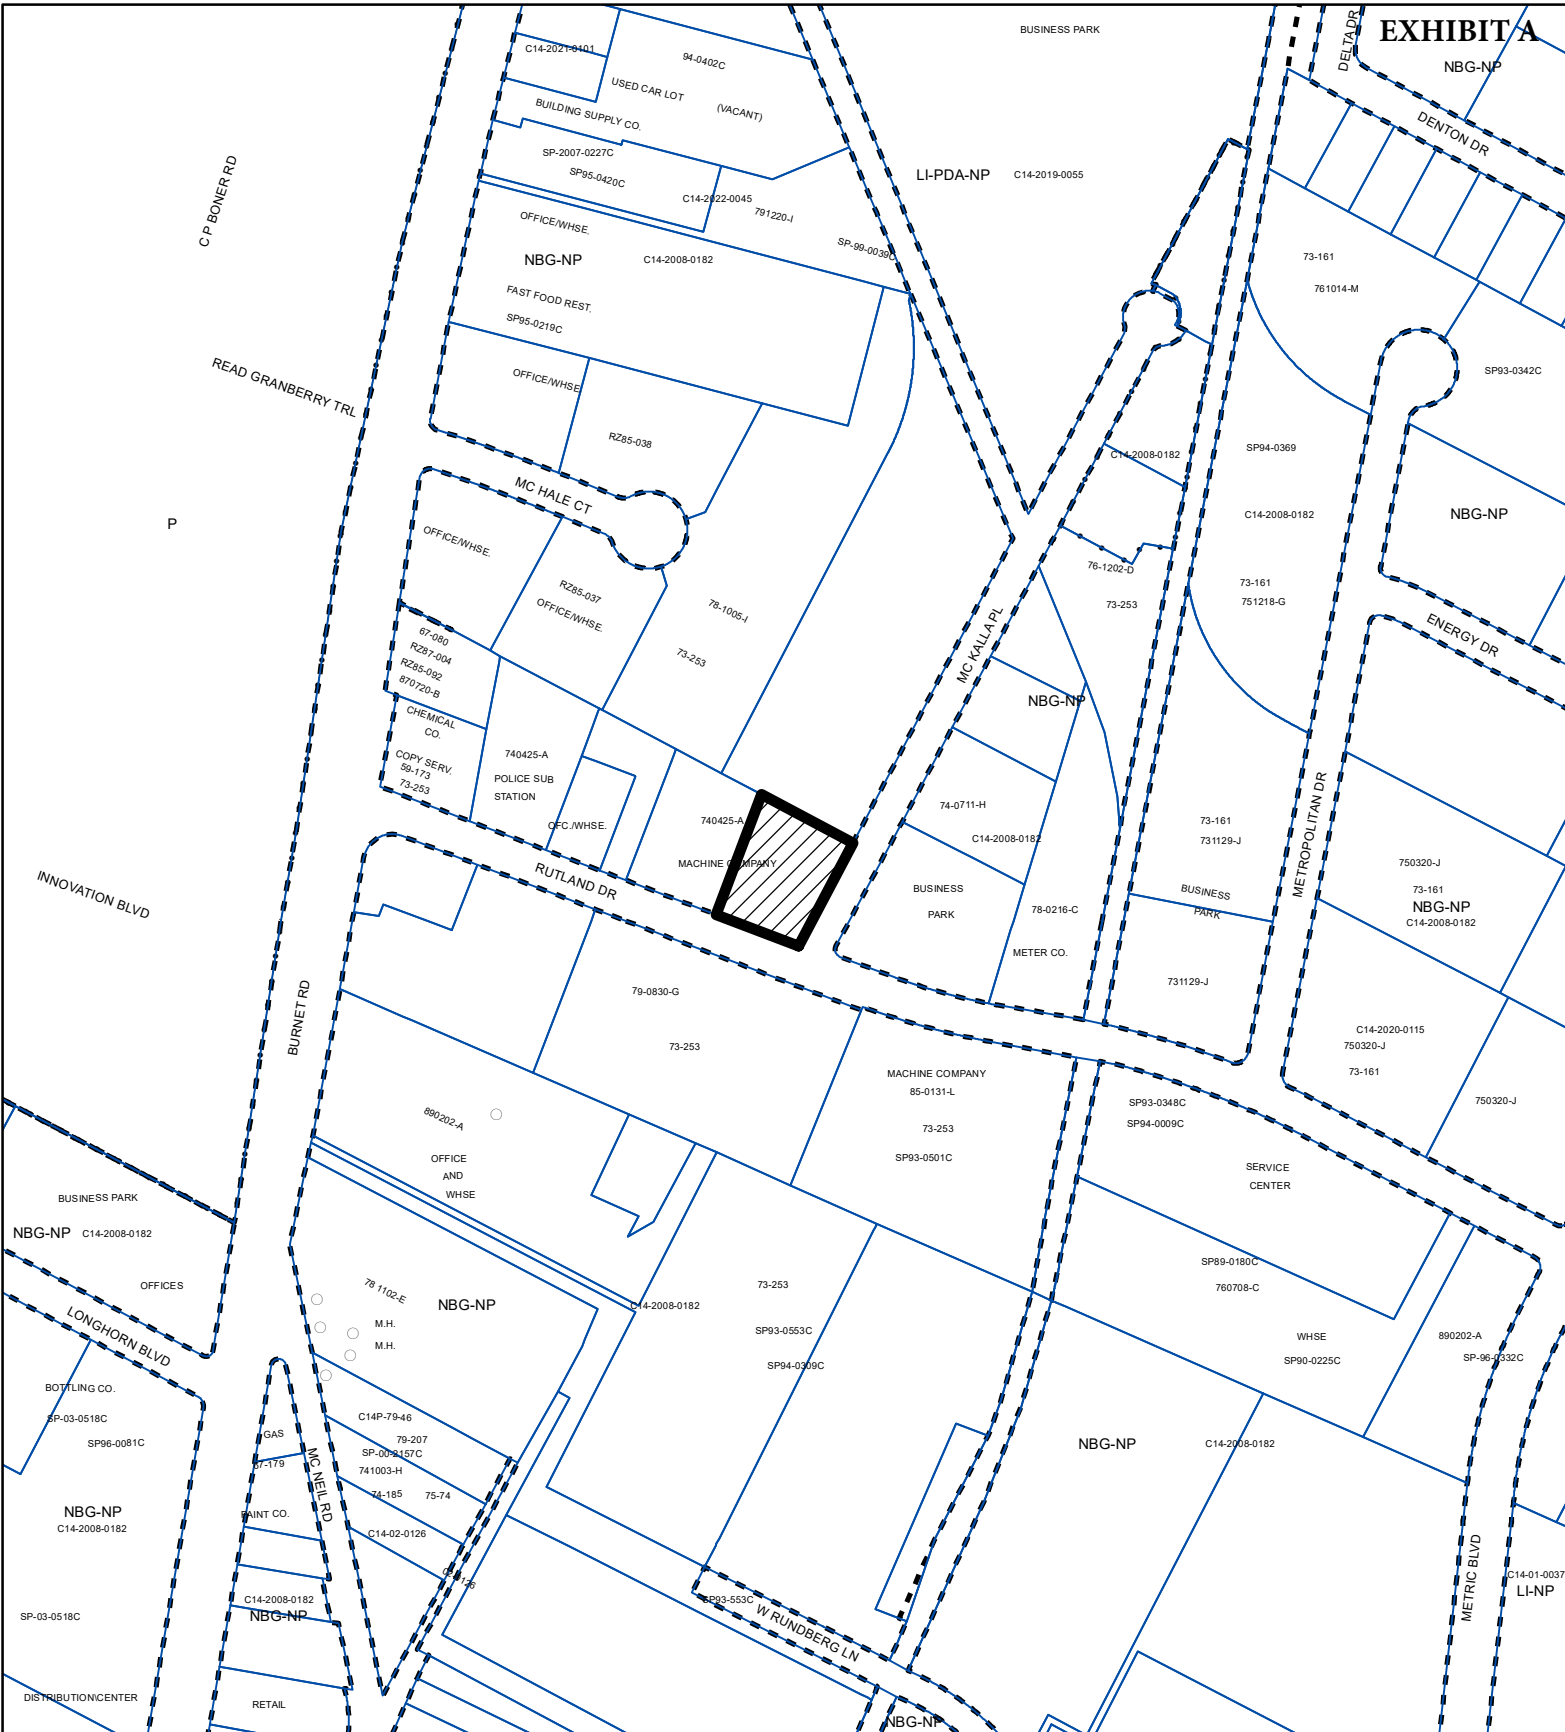 EXHIBIT A
BUSINESS PARK
DELTA DR
NBG-NP
C14-2021-0101
94-0402C
USED CAR LOT
(VACANT)
BUILDING SUPPLY CO.
DENTON DR
SP-2007-0227C
SP95-0420C
C14-2022-0045
791220-I
LI-PDA-NP
C14-2019-0055
C P BONER RD
OFFICE/WHSE.
SP-99-0039C
NBG-NP
C14-2008-0182
73-161
761014-M
FAST FOOD REST.
SP95-0219C
READ GRANBERRY TRL
OFFICE/WHSE
SP93-0342C
RZ85-038
C14-2008-0182
SP94-0369
MC HALE CT
C14-2008-0182
NBG-NP
P
OFFICE/WHSE.
76-1202-D
73-161
751218-G
RZ85-037
OFFICE/WHSE.
78-1005-I
73-253
73-253
MC KALLA PL
ENERGY DR
67-080
RZ87-004
RZ85-092
870720-B
NBG-NP
CHEMICAL
CO.
COPY SERV.
59-173
73-253
740425-A
POLICE SUB
STATION
OFC./WHSE.
740425-A
MACHINE COMPANY
74-0711-H
C14-2008-0182
73-161
731129-J
METROPOLITAN DR
750320-J
73-161
NBG-NP
C14-2008-0182
RUTLAND DR
INNOVATION BLVD
BUSINESS
PARK
78-0216-C
BUSINESS
PARK
METER CO.
731129-J
79-0830-G
73-253
BURNET RD
C14-2020-0115
750320-J
73-161
MACHINE COMPANY
85-0131-L
73-253
SP93-0501C
SP93-0348C
SP94-0009C
750320-J
890202-A
OFFICE
AND
WHSE
SERVICE
CENTER
BUSINESS PARK
NBG-NP
C14-2008-0182
OFFICES
SP89-0180C
760708-C
78 1102-E
NBG-NP
C14-2008-0182
73-253
SP93-0553C
SP94-0309C
M.H.
M.H.
WHSE
SP90-0225C
890202-A
SP-96-0332C
LONGHORN BLVD
BOTTLING CO.
SP-03-0518C
SP96-0081C
C14P-79-46
79-207
SP-00-2157C
741003-H
74-185
75-74
C14-02-0126
GAS
67-179
MC NEIL RD
NBG-NP
C14-2008-0182
NBG-NP
C14-2008-0182
PAINT CO.
C14-2008-0182
NBG-NP
SP93-553C
W RUNDBERG LN
METRIC BLVD
C14-01-0037
LI-NP
SP-03-0518C
DISTRIBUTION\CENTER
RETAIL
NBG-NP